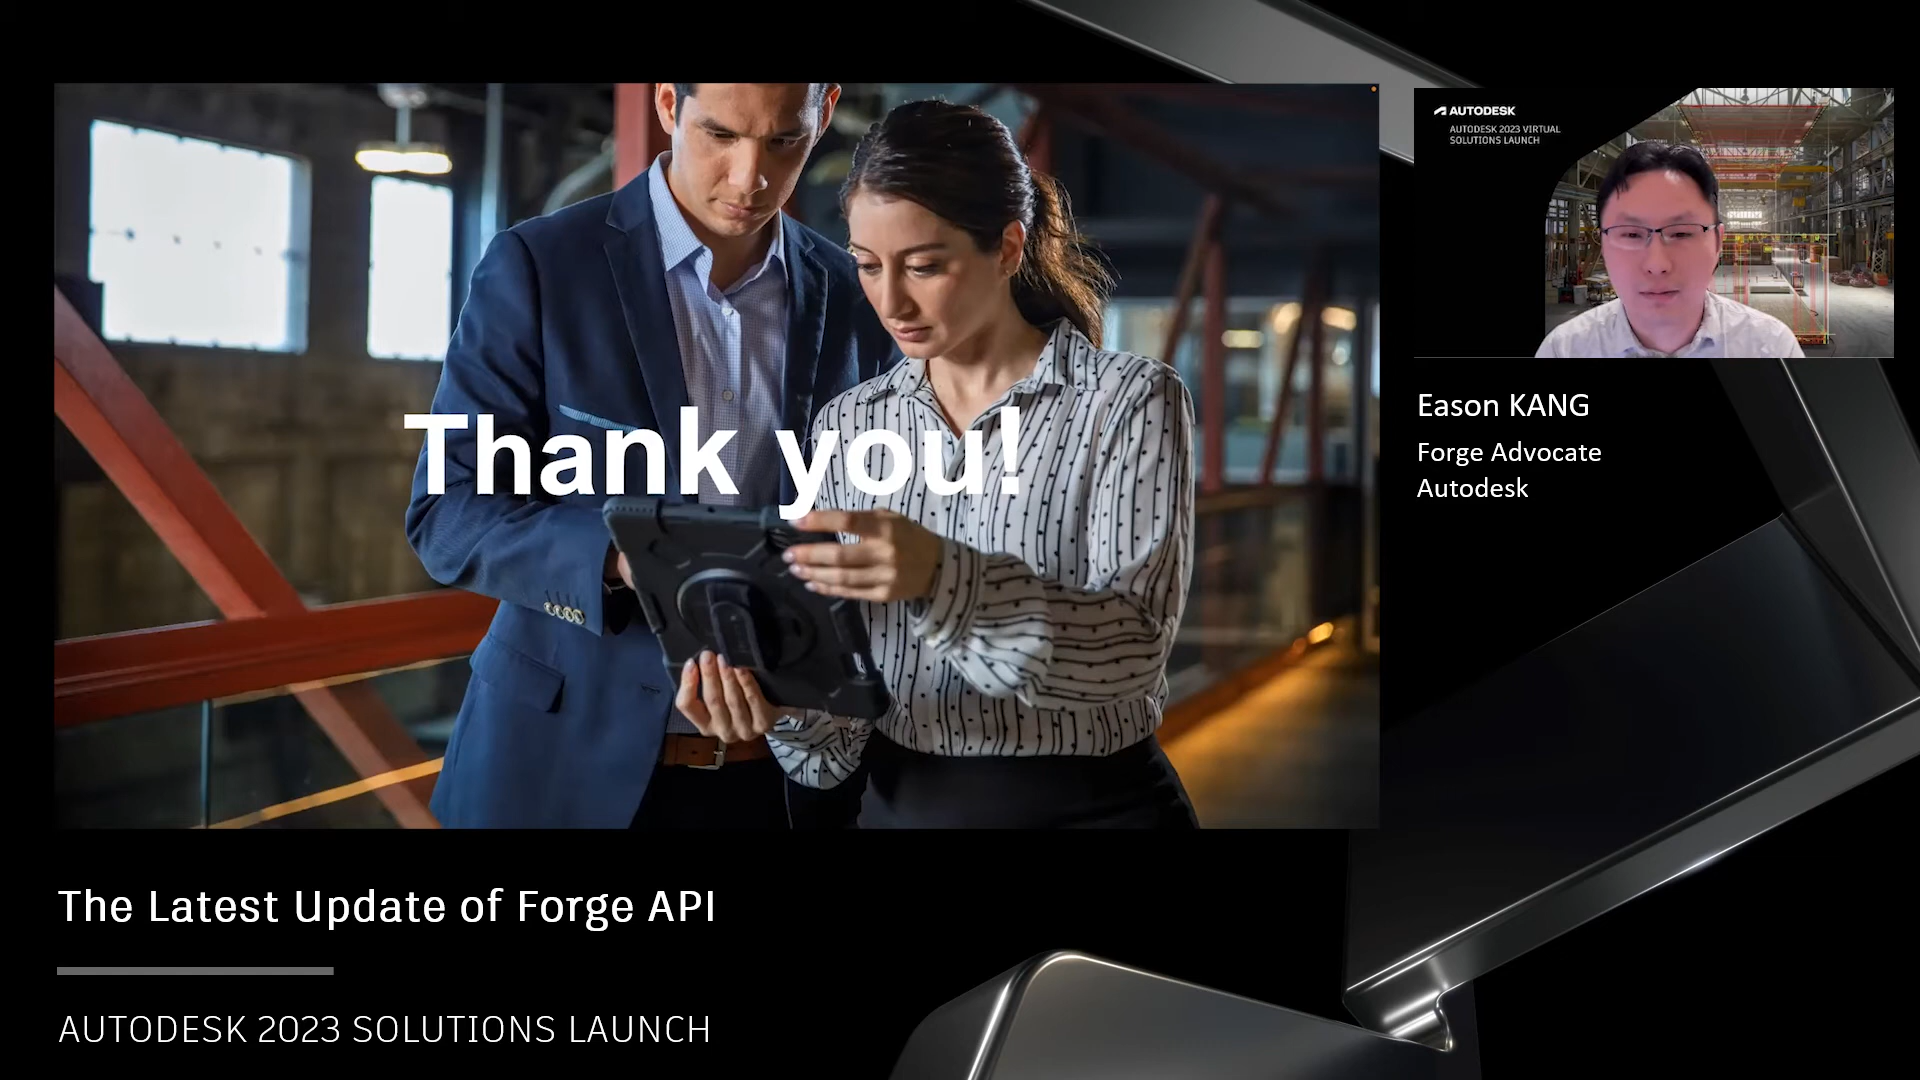 Thank you!
AUTODESK
AUTODESK 2023 VIRTUAL
SOLUTIONS LAUNCH
Eason KANG
Forge Advocate
Autodesk
The Latest Update of Forge API
AUTODESK 2023 SOLUTIONS LAUNCH